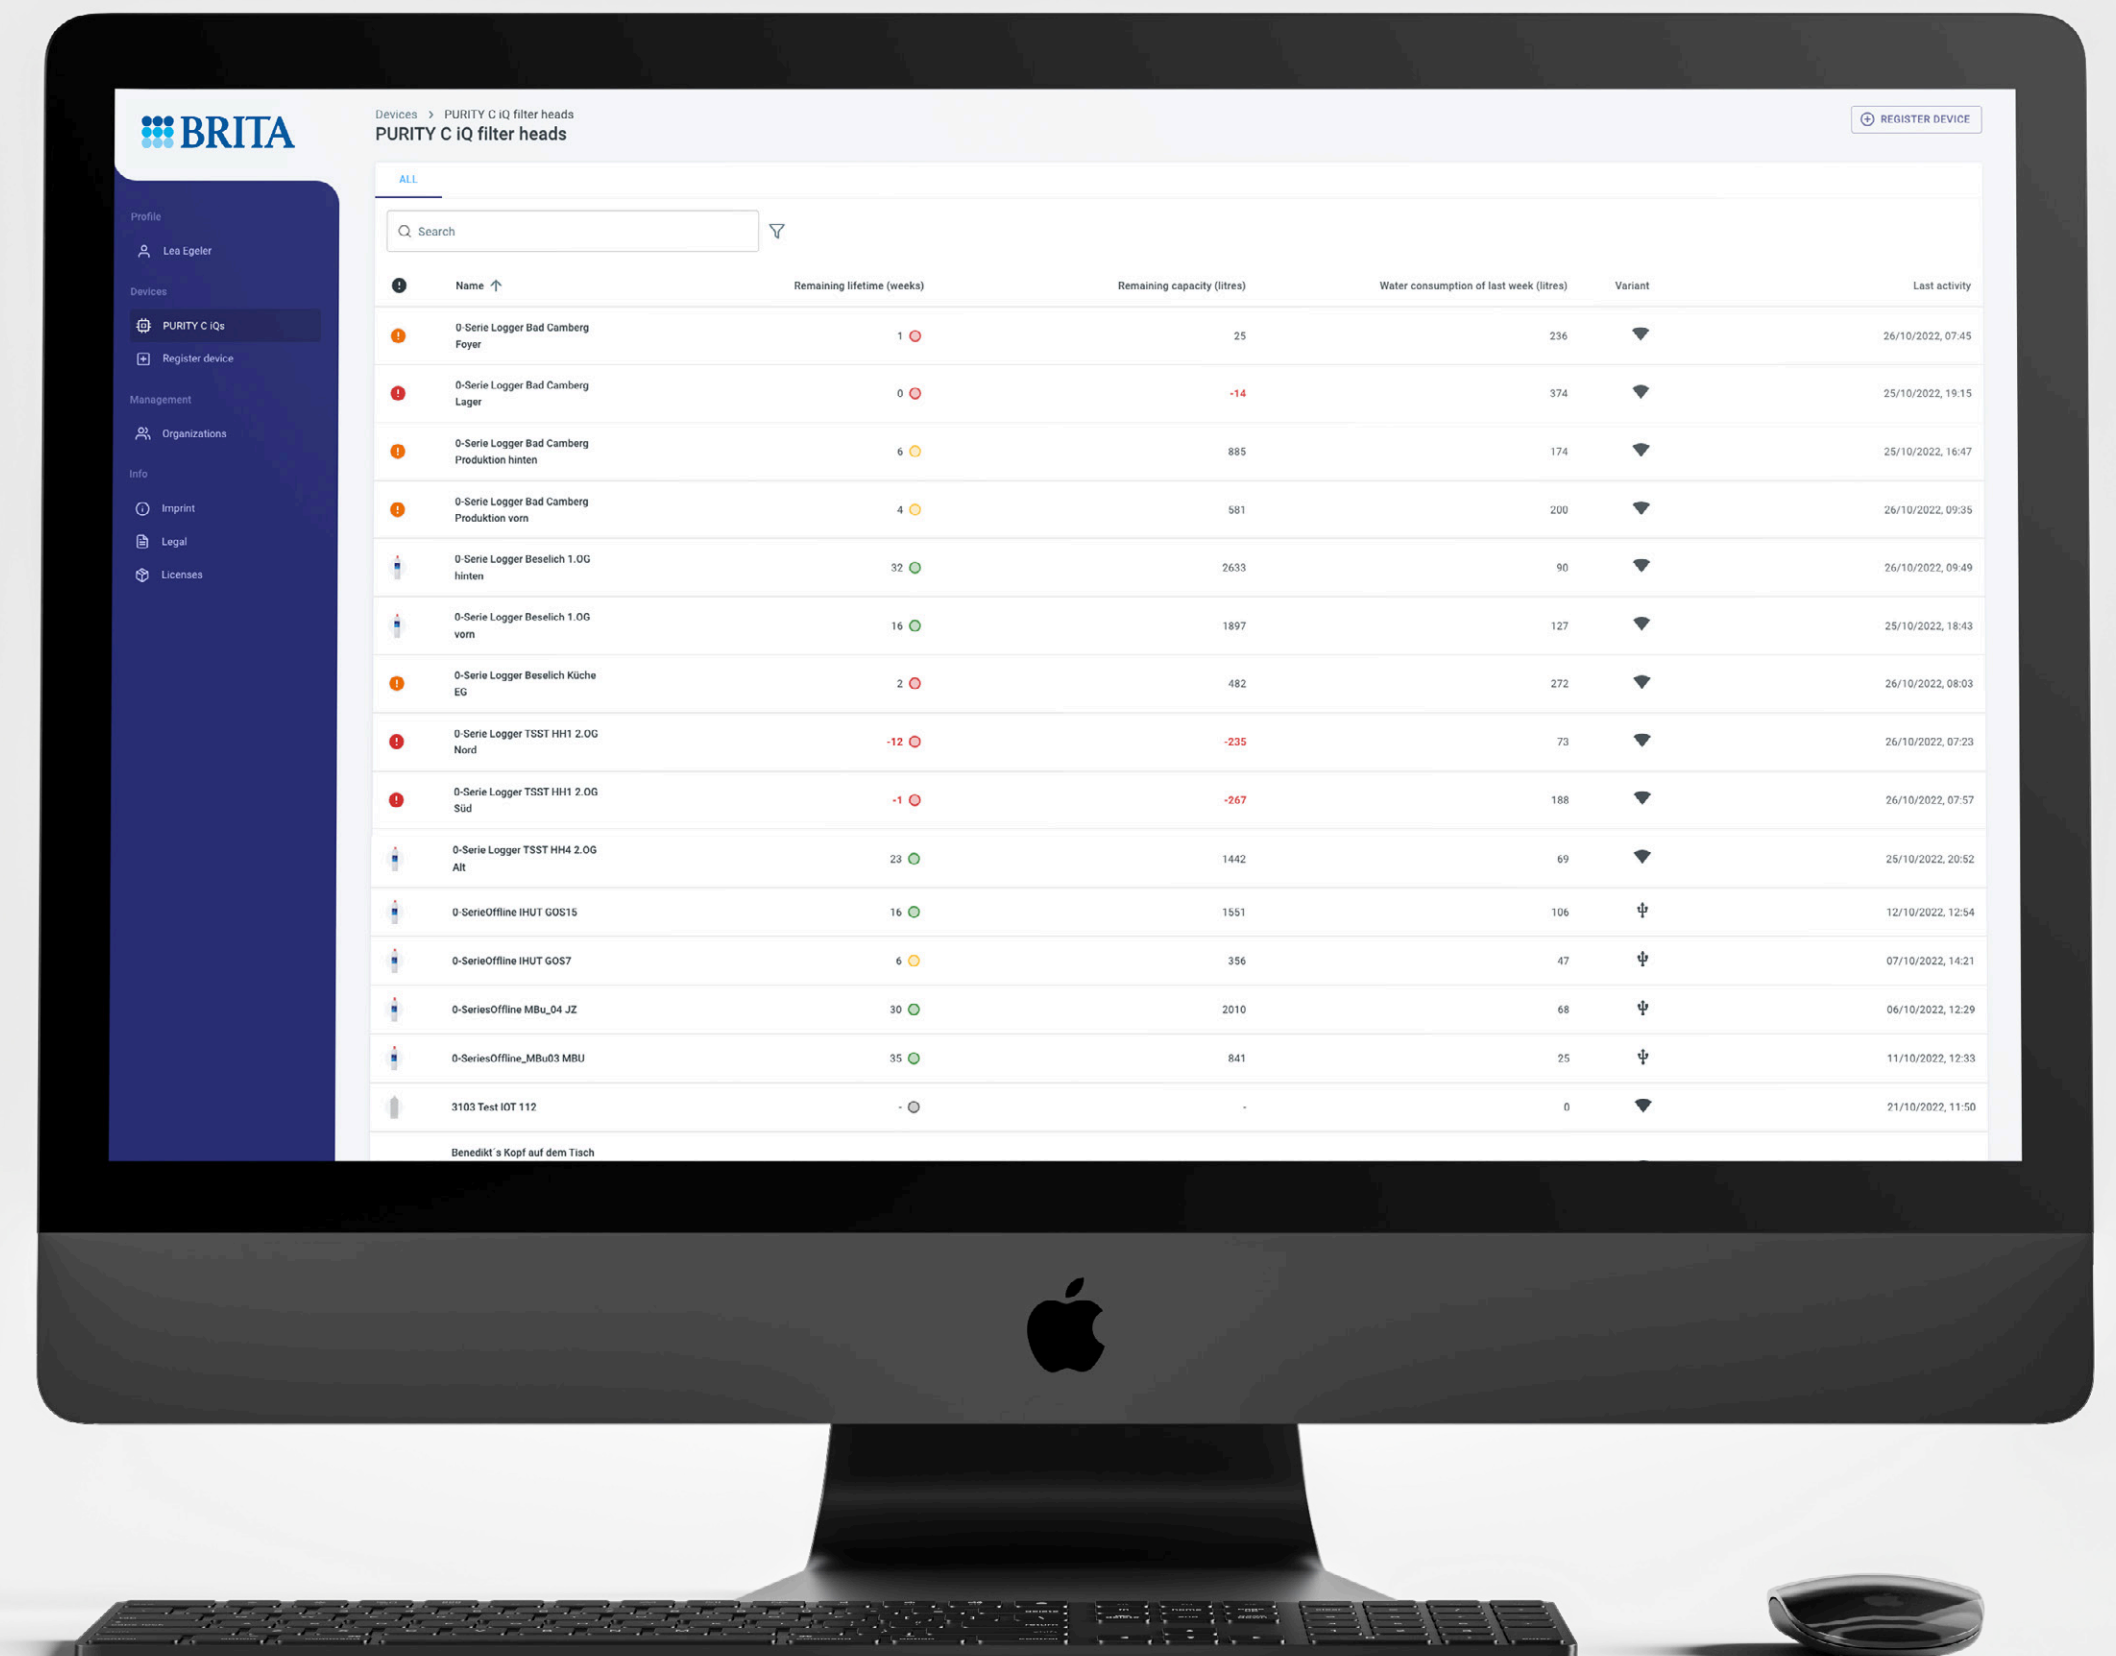 BRITA
Devices > PURITY C iQ filter heads
PURITY C iQ filter heads
REGISTER DEVICE
Profile
Lea Egeler
Devices
PURITY C iQs
Register device
Management
Organizations
Info
Imprint
Legal
Licenses
ALL
Search
Name Remaining lifetime (weeks) Remaining capacity (litres) Water consumption of last week (litres) Variant Last activity
0-Serie Logger Bad Camberg
Foyer
1 25 236 26/10/2022, 07:45
0-Serie Logger Bad Camberg
Lager
0 -14 374 25/10/2022, 19:15
0-Serie Logger Bad Camberg
Produktion hinten
6 885 174 25/10/2022, 16:47
0-Serie Logger Bad Camberg
Produktion vorn
4 581 200 26/10/2022, 09:35
0-Serie Logger Beselich 1.OG
hinten
32 2633 90 26/10/2022, 09:49
0-Serie Logger Beselich 1.OG
vorn
16 1897 127 25/10/2022, 18:43
0-Serie Logger Beselich Küche
EG
2 482 272 26/10/2022, 08:03
0-Serie Logger TSST HH1 2.OG
Nord
-12 -235 73 26/10/2022, 07:23
0-Serie Logger TSST HH1 2.OG
Süd
-1 -267 188 26/10/2022, 07:57
0-Serie Logger TSST HH4 2.OG
Alt
23 1442 69 25/10/2022, 20:52
0-SerieOffline IHUT GOS15 16 1551 106 12/10/2022, 12:54
0-SerieOffline IHUT GOS7 6 356 47 07/10/2022, 14:21
0-SeriesOffline MBu_04 JZ 30 2010 68 06/10/2022, 12:29
0-SeriesOffline_MBu03 MBU 35 841 25 11/10/2022, 12:33
3103 Test IOT 112 - - 0 21/10/2022, 11:50
Benedikt´s Kopf auf dem Tisch